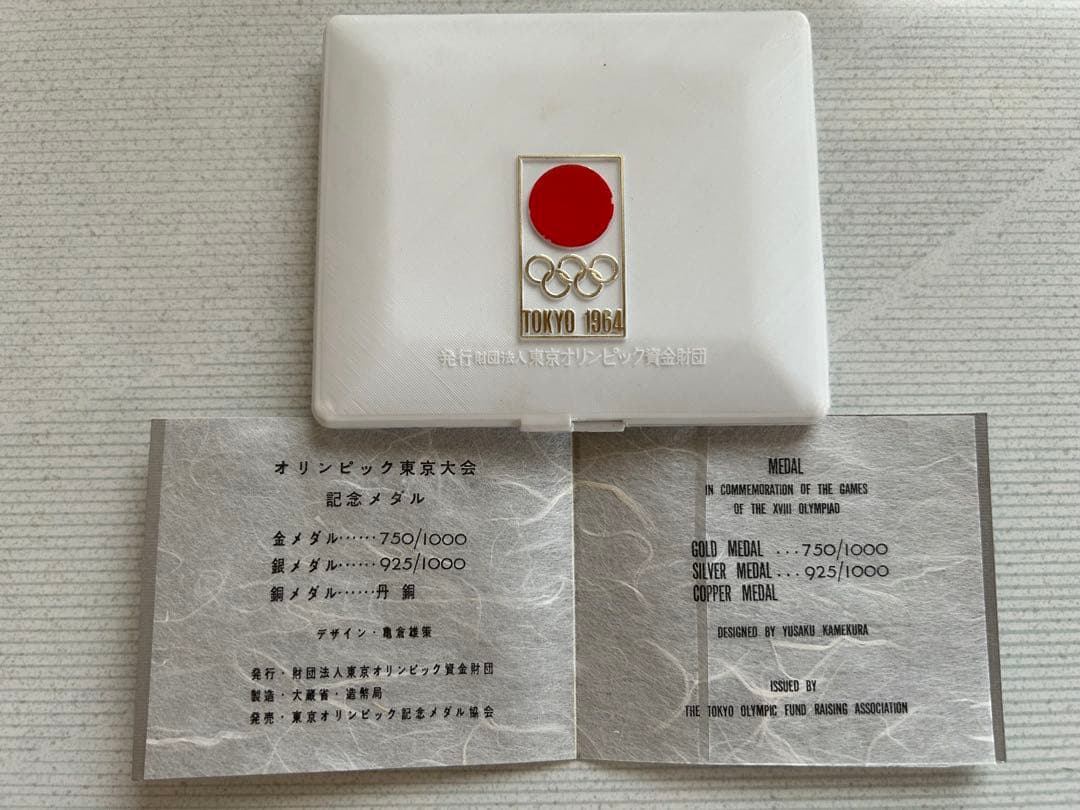 TOKYO 1964
発行財団法人東京オリンピック資金財団
オリンピック東京大会
記念メダル
金メダル……750/1000
銀メダル……925/1000
銅メダル……丹銅
デザイン・亀倉雄策
発行・財団法人東京オリンピック資金財団
製造・大蔵省・造幣局
発売・東京オリンピック記念メダル協会
MEDAL
IN COMMEMORATION OF THE GAMES
OF THE XVIII OLYMPIAD
GOLD MEDAL ...750/1000
SILVER MEDAL...925/1000
COPPER MEDAL
DESIGNED BY YUSAKU KAMEKURA
ISSUED BY
THE TOKYO OLYMPIC FUND RAISING ASSOCIATION